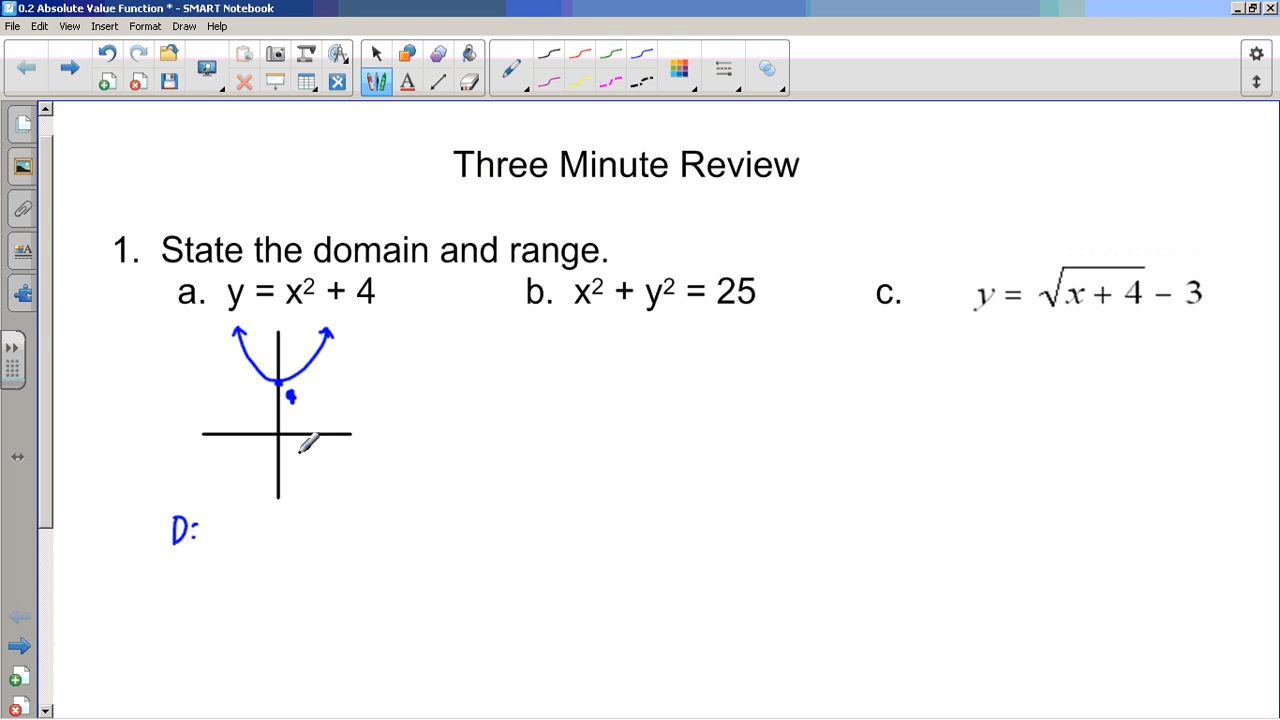 0.2 Absolute Value Function * - SMART Notebook
File Edit View Insert Format Draw Help
Three Minute Review
1. State the domain and range.
a. y = x² + 4 b. x² + y² = 25 c. y = √(x + 4) − 3
D: